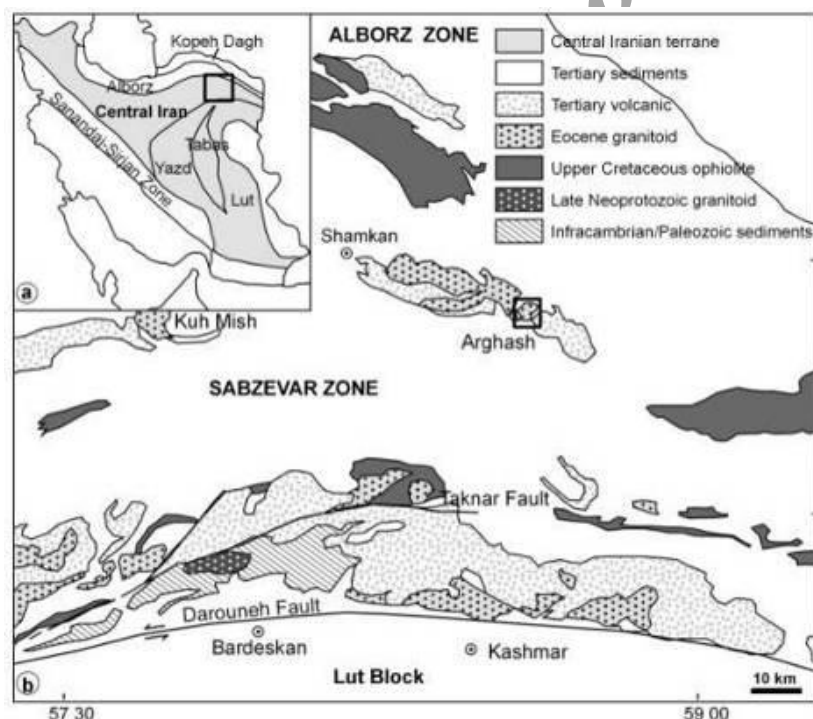 Kopeh Dagh
Alborz
Central Iran
Sanandaj-Sirjan Zone
Tabas
Yazd
Lut
a
ALBORZ ZONE
Central Iranian terrane
Tertiary sediments
Tertiary volcanic
Eocene granitoid
Upper Cretaceous ophiolite
Late Neoprotozoic granitoid
Infracambrian/Paleozoic sediments
Shamkan
Kuh Mish
Arghash
SABZEVAR ZONE
Taknar Fault
Darouneh Fault
Bardeskan
Kashmar
Lut Block
b
10 km
57 30
59 00